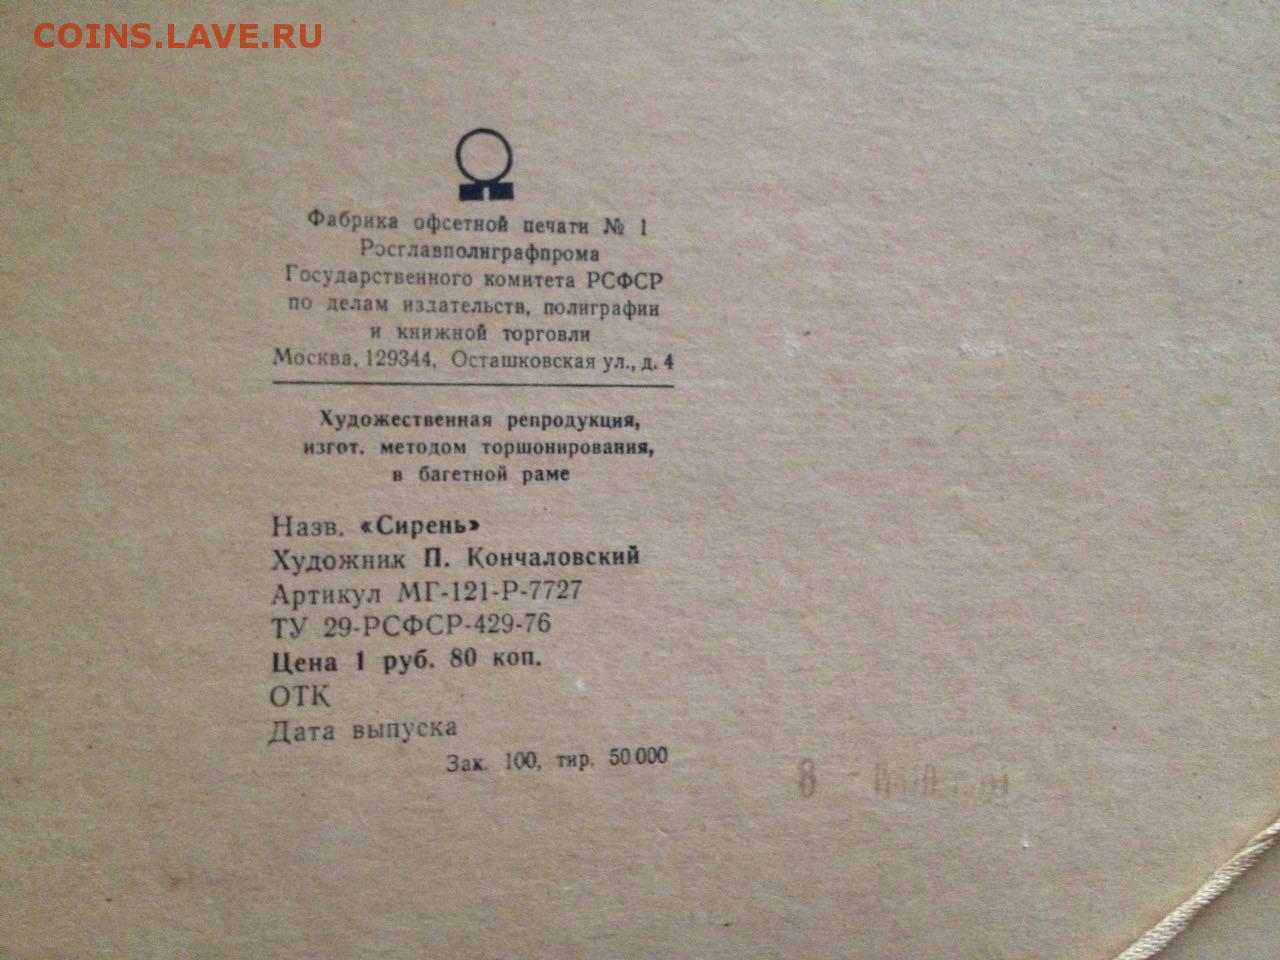 COINS.LAVE.RU
Фабрика офсетной печати № 1
Росглавполиграфпрома
Государственного комитета РСФСР
по делам издательств, полиграфии
и книжной торговли
Москва, 129344, Осташковская ул., д. 4
Художественная репродукция,
изгот. методом торшонирования,
в багетной раме
Назв. «Сирень»
Художник П. Кончаловский
Артикул МГ-121-Р-7727
ТУ 29-РСФСР-429-76
Цена 1 руб. 80 коп.
ОТК
Дата выпуска
Зак. 100, тир. 50 000